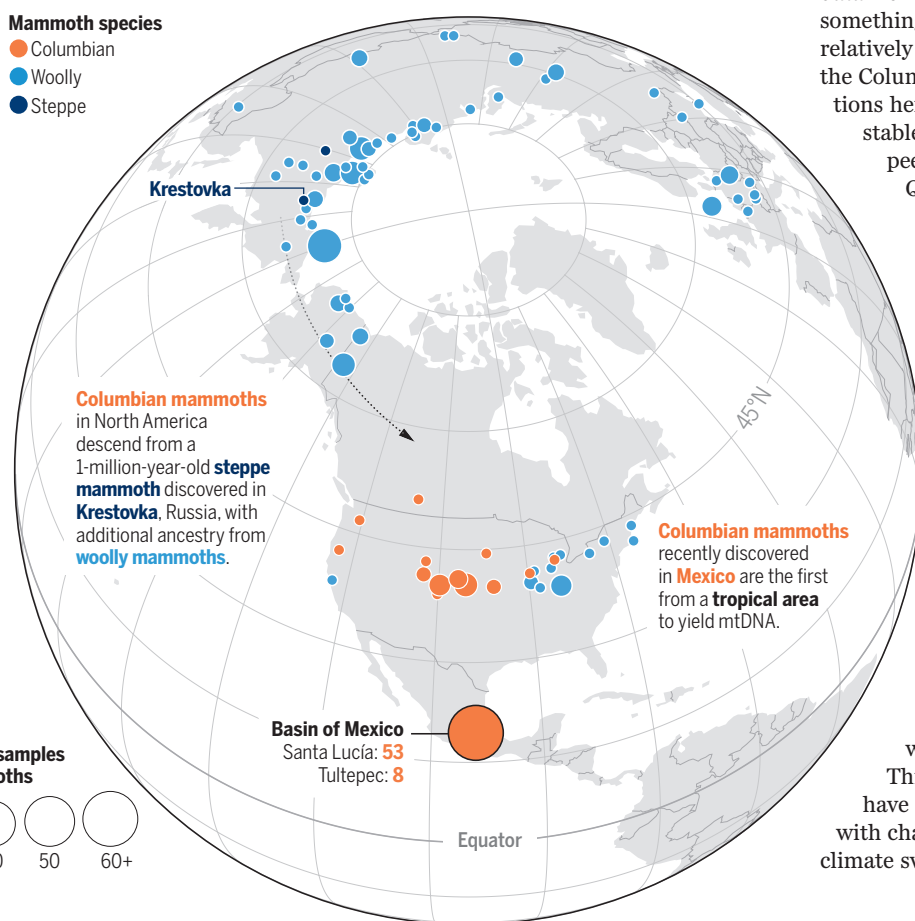 Mammoth species
Columbian
Woolly
Steppe
something
relatively
the Colum
tions he
stable
pee
Krestovka
45°N
Columbian mammoths
in North America
descend from a
1-million-year-old steppe
mammoth discovered in
Krestovka, Russia, with
additional ancestry from
woolly mammoths.
Columbian mammoths
recently discovered
in Mexico are the first
from a tropical area
to yield mtDNA.
Basin of Mexico
Santa Lucía: 53
Tultepec: 8
samples
oths
50
60+
Equator
w
Th
have
with cha
climate sv